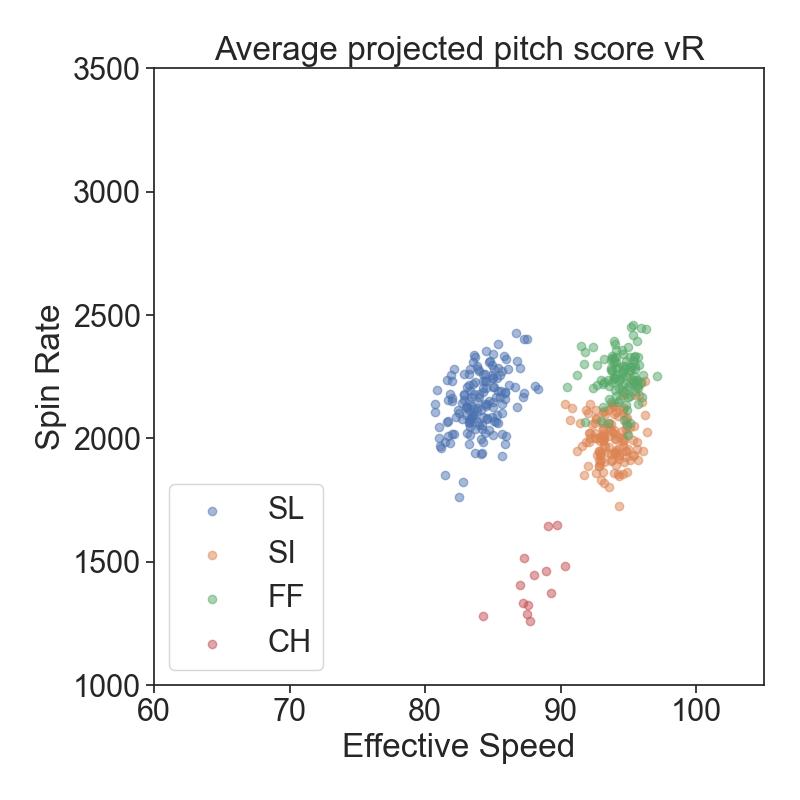 Average projected pitch score vR
3500
3000
2500
2000
1500
1000
Spin Rate
SL
SI
FF
CH
60 70 80 90 100
Effective Speed